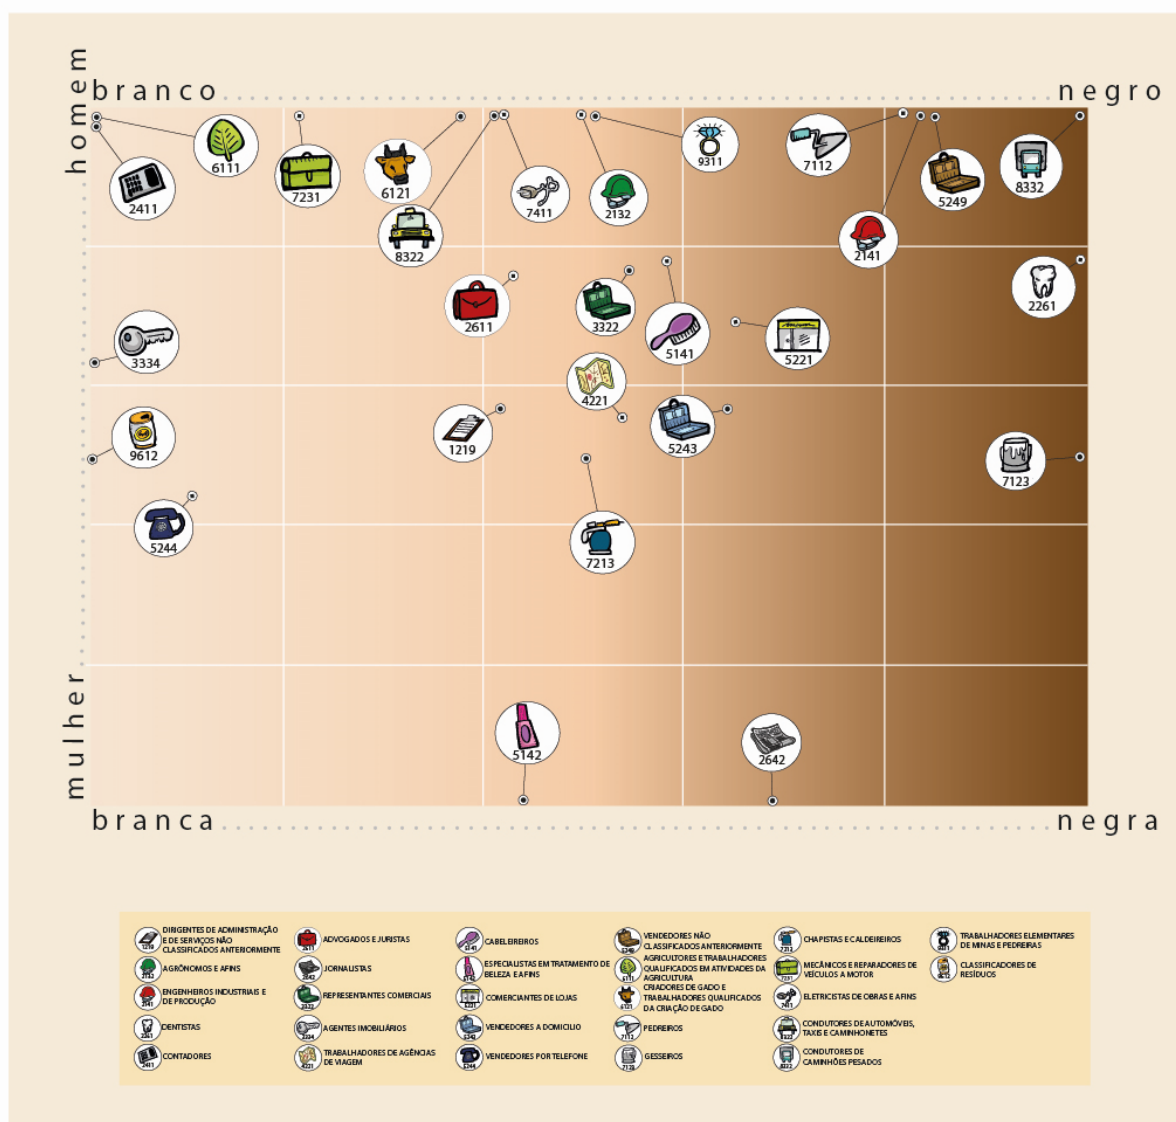 homem
branco
negro
6111
2411
7231
6121
8322
7411
2132
9311
7112
2141
5249
8332
2261
2611
3322
5141
5221
3334
4221
9612
1219
5243
7123
5244
7213
5142
2642
mulher
branca
negra
DIRIGENTES DE ADMINISTRAÇÃO
E DE SERVIÇOS NÃO
CLASSIFICADOS ANTERIORMENTE
AGRÔNOMOS E AFINS
ENGENHEIROS INDUSTRIAIS E
DE PRODUÇÃO
DENTISTAS
CONTADORES
ADVOGADOS E JURISTAS
JORNALISTAS
REPRESENTANTES COMERCIAIS
AGENTES IMOBILIÁRIOS
TRABALHADORES DE AGÊNCIAS
DE VIAGEM
CABELEIREIROS
ESPECIALISTAS EM TRATAMENTO DE
BELEZA E AFINS
COMERCIANTES DE LOJAS
VENDEDORES A DOMICILIO
VENDEDORES POR TELEFONE
VENDEDORES NÃO
CLASSIFICADOS ANTERIORMENTE
AGRICULTORES E TRABALHADORES
QUALIFICADOS EM ATIVIDADES DA
AGRICULTURA
CRIADORES DE GADO E
TRABALHADORES QUALIFICADOS
DA CRIAÇÃO DE GADO
PEDREIROS
GESSEIROS
CHAPISTAS E CALDEIREIROS
MECÂNICOS E REPARADORES DE
VEÍCULOS A MOTOR
ELETRICISTAS DE OBRAS E AFINS
CONDUTORES DE AUTOMÓVEIS,
TAXIS E CAMINHONETES
CONDUTORES DE
CAMINHÕES PESADOS
TRABALHADORES ELEMENTARES
DE MINAS E PEDREIRAS
CLASSIFICADORES DE
RESÍDUOS